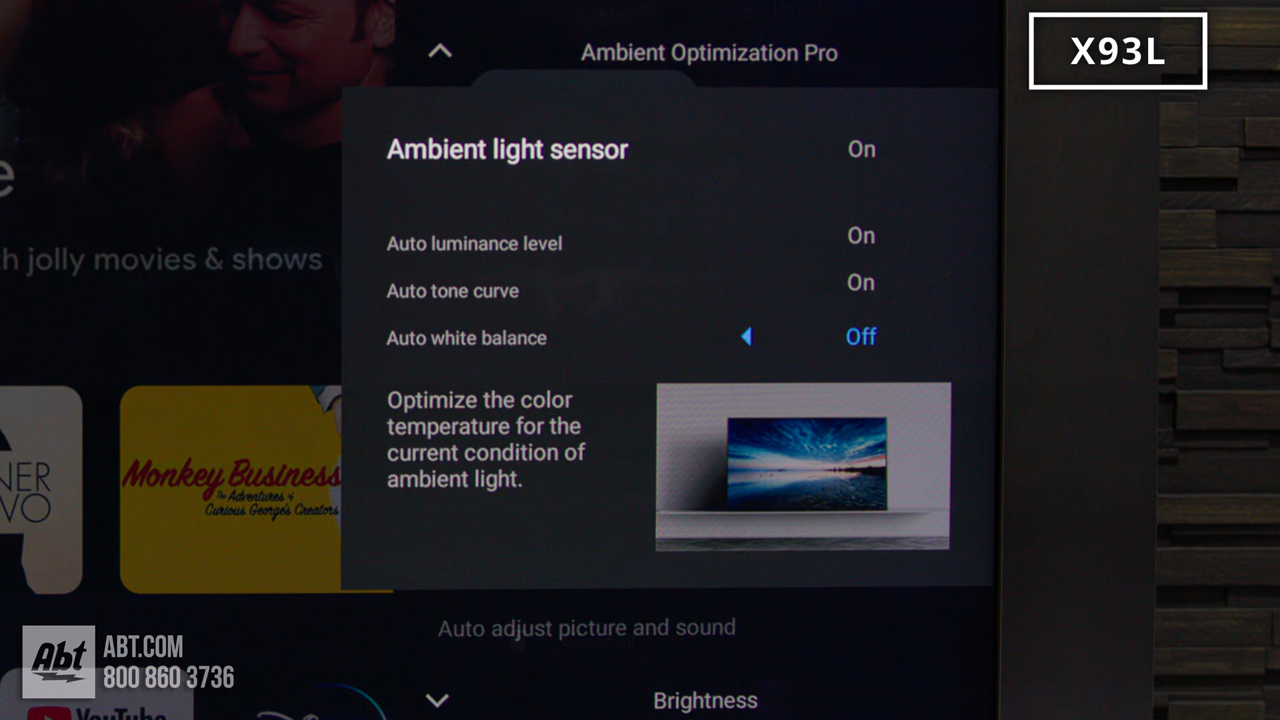 X93L
Ambient Optimization Pro
Ambient light sensor On
Auto luminance level On
Auto tone curve On
Auto white balance Off
Optimize the color
temperature for the
current condition of
ambient light.
e
h jolly movies & shows
NER
VO
Monkey Business
The Adventures of
Curious George's Creators
Auto adjust picture and sound
Brightness
Abt
ABT.COM
800 860 3736
YouTube